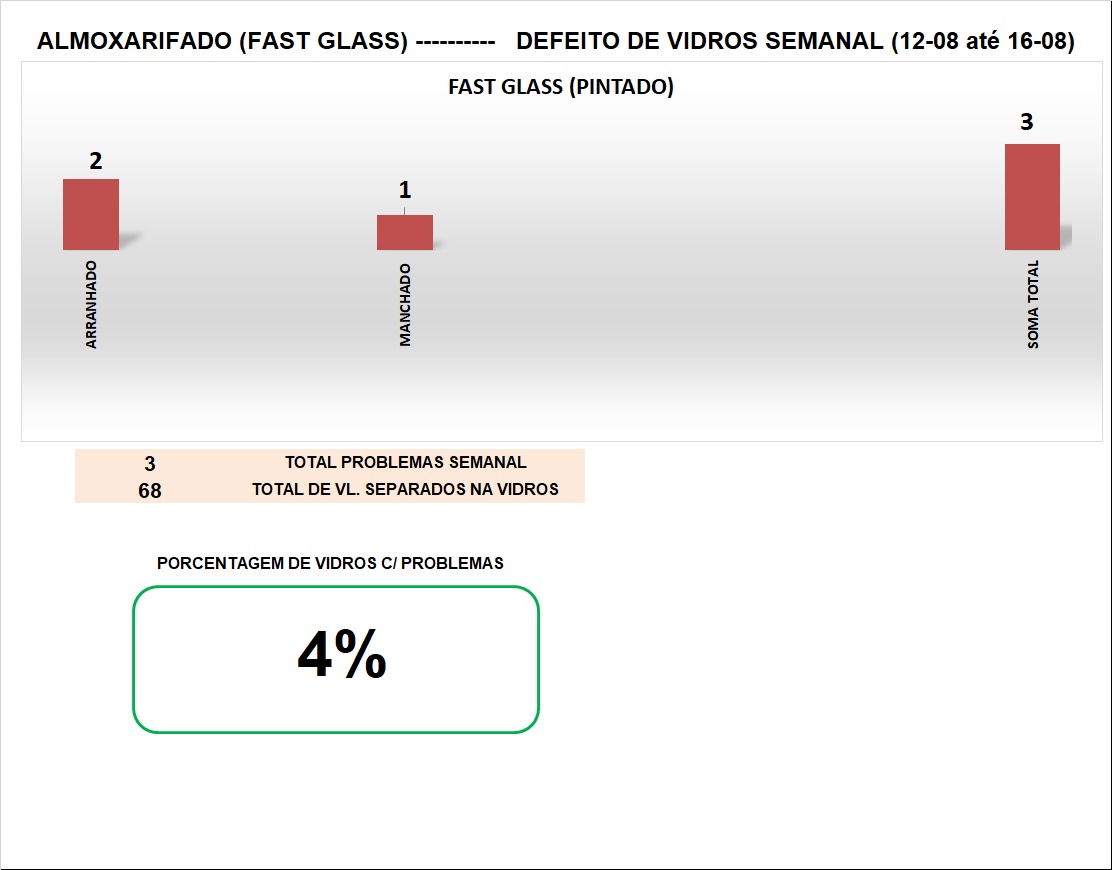 ALMOXARIFADO (FAST GLASS) ---------- DEFEITO DE VIDROS SEMANAL (12-08 até 16-08)
FAST GLASS (PINTADO)
2
1
3
ARRANHADO
MANCHADO
SOMA TOTAL
3 TOTAL PROBLEMAS SEMANAL
68 TOTAL DE VL. SEPARADOS NA VIDROS
PORCENTAGEM DE VIDROS C/ PROBLEMAS
4%